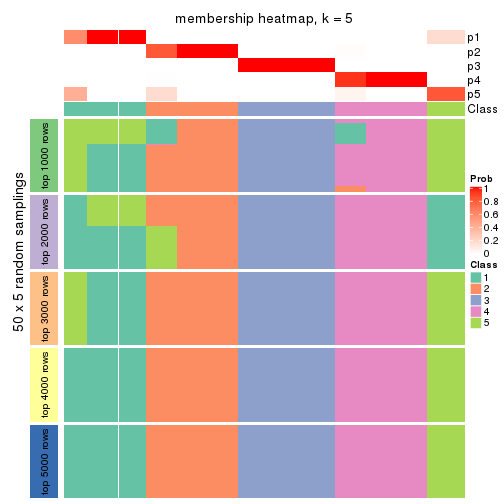 membership heatmap, k = 5
p1
p2
p3
p4
p5
Class
50 x 5 random samplings
top 1000 rows
top 2000 rows
top 3000 rows
top 4000 rows
top 5000 rows
Prob
1
0.8
0.6
0.4
0.2
0
Class
1
2
3
4
5